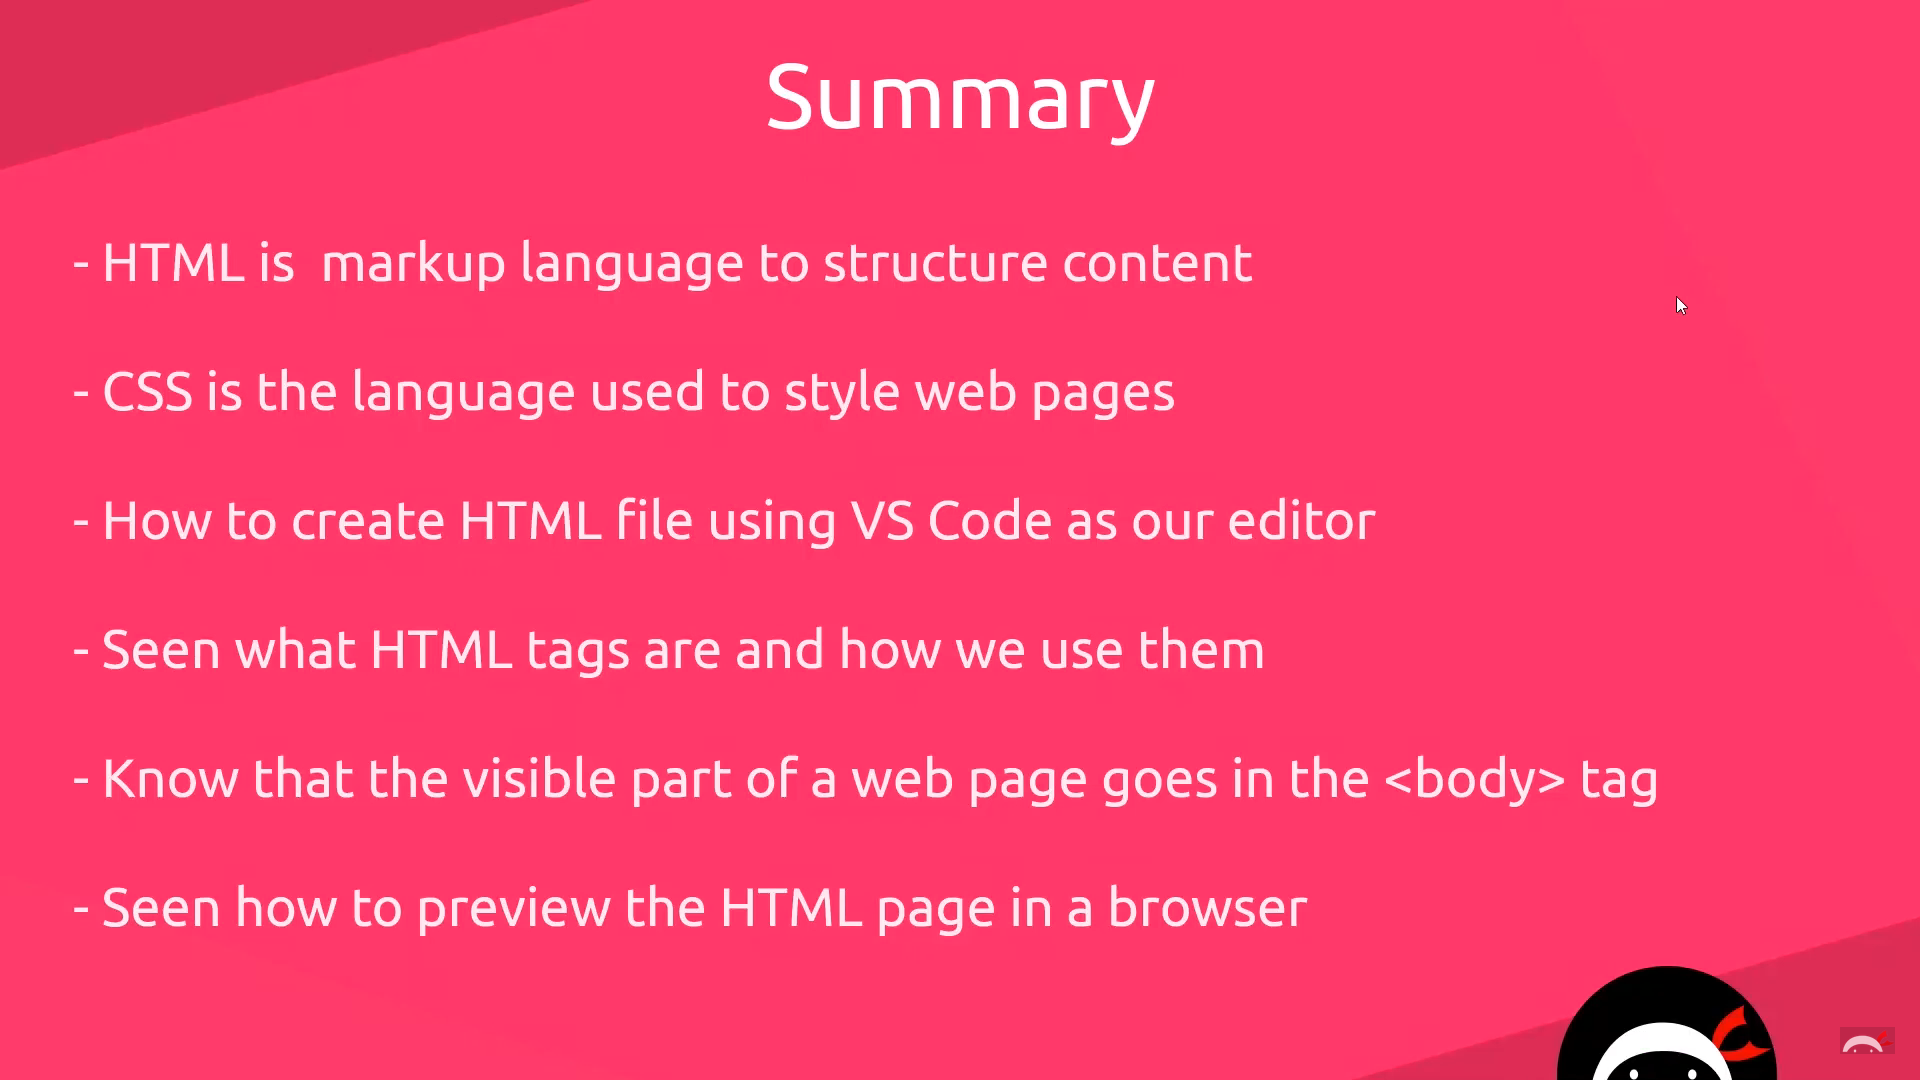 Summary
- HTML is  markup language to structure content
- CSS is the language used to style web pages
- How to create HTML file using VS Code as our editor
- Seen what HTML tags are and how we use them
- Know that the visible part of a web page goes in the <body> tag
- Seen how to preview the HTML page in a browser